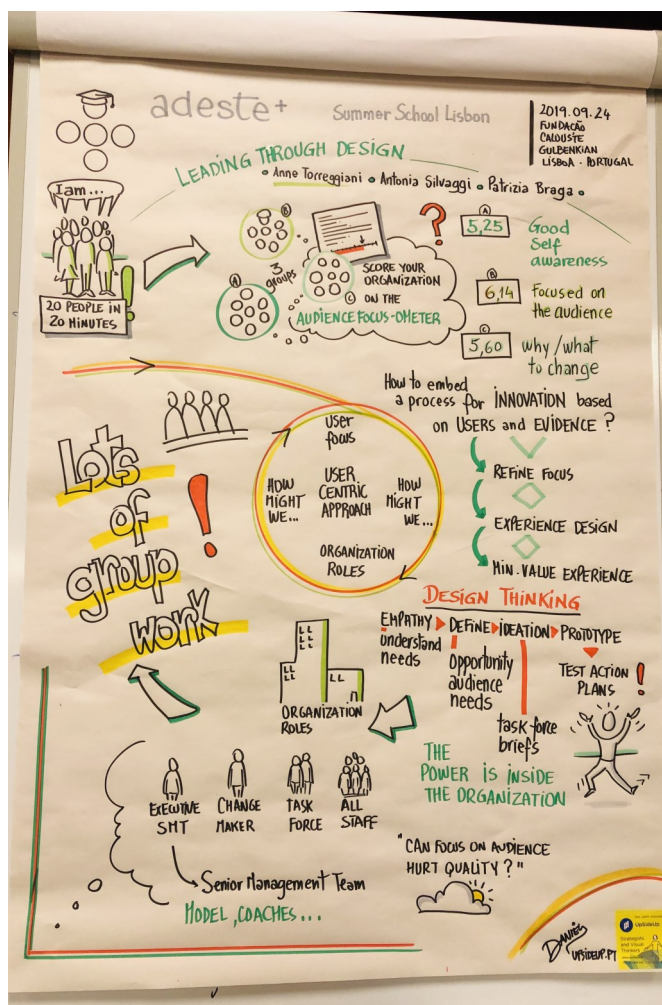 adeste+
Summer School Lisbon
2019.09.24
FUNDAÇÃO
CALOUSTE
GULBENKIAN
LISBOA · PORTUGAL
LEADING THROUGH DESIGN
• Anne Torreggiani • Antonia Silvaggi • Patrizia Braga •
I am...
20 PEOPLE IN
20 MINUTES
!
A
B
3
groups
C
SCORE YOUR
ORGANIZATION
ON THE
AUDIENCE FOCUS-OMETER
?
A
5,25
Good
Self
awareness
B
6,14
Focused on
the audience
C
5,60
why/what
to change
How to embed
a process for INNOVATION based
on USERS and EVIDENCE?
REFINE FOCUS
EXPERIENCE DESIGN
MIN. VALUE EXPERIENCE
User
focus
HOW
MIGHT
WE...
USER
CENTRIC
APPROACH
HOW
MIGHT
WE...
ORGANIZATION
ROLES
Lots
of
group
work
!
DESIGN THINKING
EMPATHY DEFINE IDEATION PROTOTYPE
understand
needs
opportunity
audience
needs
task-force
briefs
TEST ACTION
PLANS
!
ORGANIZATION
ROLES
THE
POWER IS INSIDE
THE ORGANIZATION
EXECUTIVE
SMT
CHANGE
MAKER
TASK
FORCE
ALL
STAFF
Senior Management Team
MODEL, COACHES...
"CAN FOCUS ON AUDIENCE
HURT QUALITY?"
UPSIDEUP.PT
UpSideUp
Strategists
and Visual
Thinkers